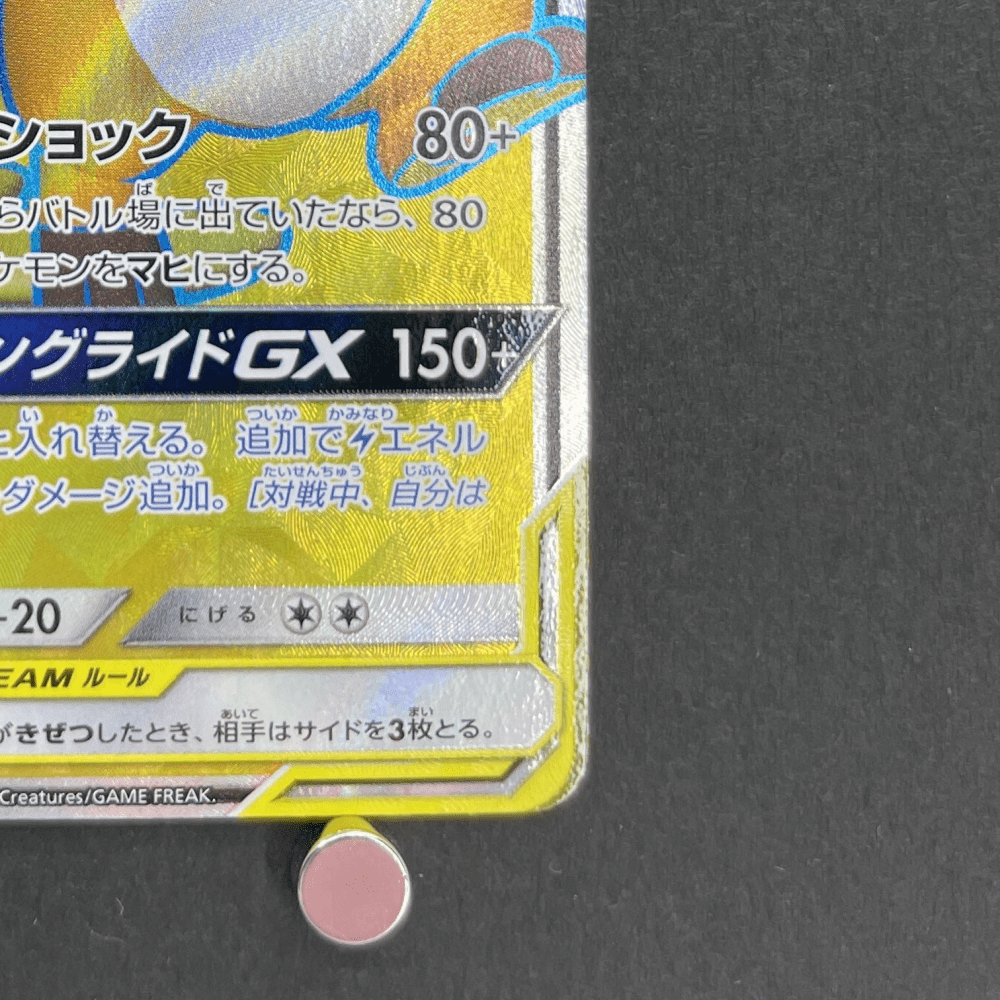 ショック 80+
らバトル場に出ていたなら、80
ケモンをマヒにする。
ングライドGX 150+
と入れ替える。 追加でエネル
ダメージ追加。 [対戦中、自分は
-20 にげる
EAM ルール
がきぜつしたとき、相手はサイドを3枚とる。
Creatures/GAME FREAK.